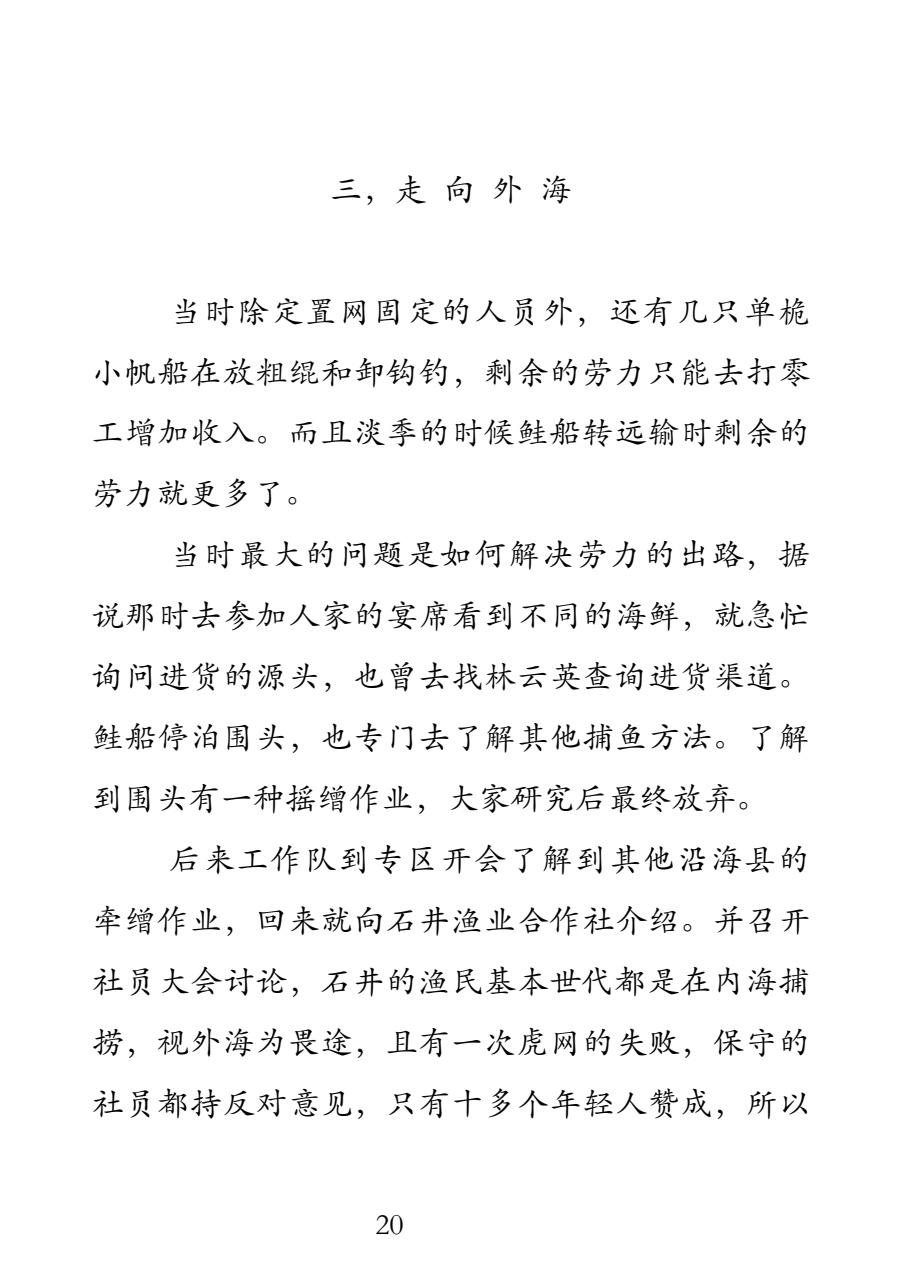 三，走 向 外 海
当时除定置网固定的人员外，还有几只单桅
小帆船在放粗绲和卸钩钓，剩余的劳力只能去打零
工增加收入。而且淡季的时候鲑船转远输时剩余的
劳力就更多了。
当时最大的问题是如何解决劳力的出路，据
说那时去参加人家的宴席看到不同的海鲜，就急忙
询问进货的源头，也曾去找林云英查询进货渠道。
鲑船停泊围头，也专门去了解其他捕鱼方法。了解
到围头有一种摇缯作业，大家研究后最终放弃。
后来工作队到专区开会了解到其他沿海县的
牵缯作业，回来就向石井渔业合作社介绍。并召开
社员大会讨论，石井的渔民基本世代都是在内海捕
捞，视外海为畏途，且有一次虎网的失败，保守的
社员都持反对意见，只有十多个年轻人赞成，所以
20